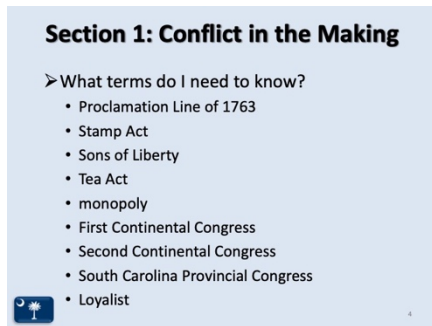 Section 1: Conflict in the Making
➢What terms do I need to know?
• Proclamation Line of 1763
• Stamp Act
• Sons of Liberty
• Tea Act
• monopoly
• First Continental Congress
• Second Continental Congress
• South Carolina Provincial Congress
• Loyalist
4